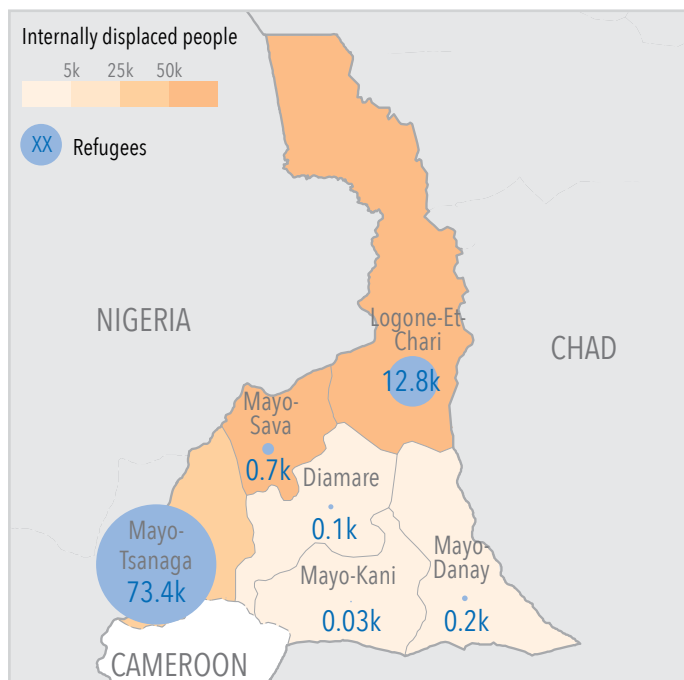 Internally displaced people
5k 25k 50k
XX Refugees
NIGERIA
CHAD
Logone-Et-
Chari
12.8k
Mayo-
Sava
0.7k
Diamare
0.1k
Mayo-
Tsanaga
73.4k
Mayo-Kani
0.03k
Mayo-
Danay
0.2k
CAMEROON